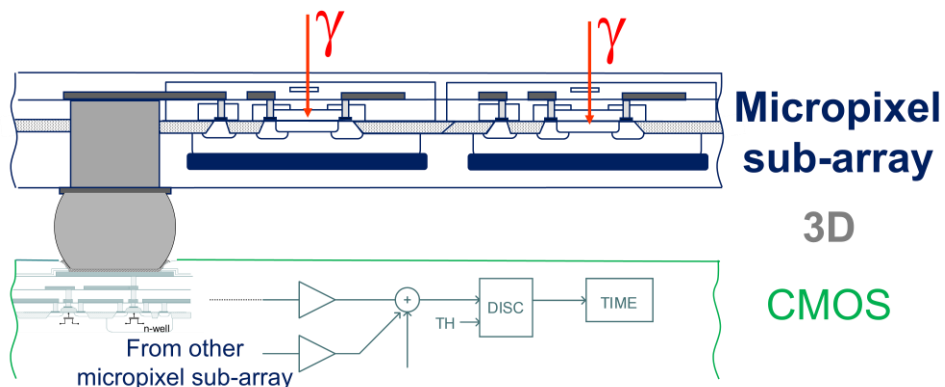 γ
γ
Micropixel
sub-array
3D
CMOS
n-well
+
DISC
TIME
TH
From other
micropixel sub-array